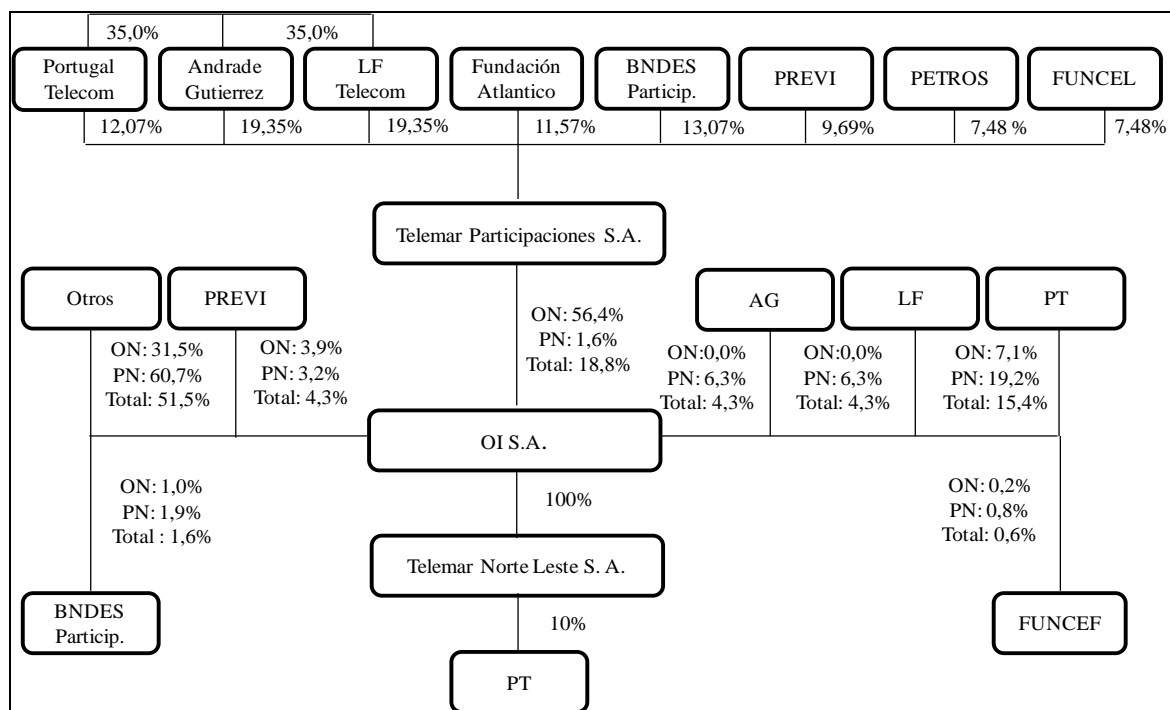 35,0%
35,0%
Portugal
Telecom
Andrade
Gutierrez
LF
Telecom
Fundación
Atlantico
BNDES
Particip.
PREVI
PETROS
FUNCEL
12,07%
19,35%
19,35%
11,57%
13,07%
9,69%
7,48 %
7,48%
Telemar Participaciones S.A.
Otros
PREVI
AG
LF
PT
ON: 31,5%
PN: 60,7%
Total: 51,5%
ON: 3,9%
PN: 3,2%
Total: 4,3%
ON: 56,4%
PN: 1,6%
Total: 18,8%
ON:0,0%
PN: 6,3%
Total: 4,3%
ON:0,0%
PN: 6,3%
Total: 4,3%
ON: 7,1%
PN: 19,2%
Total: 15,4%
OI S.A.
ON: 1,0%
PN: 1,9%
Total : 1,6%
100%
ON: 0,2%
PN: 0,8%
Total: 0,6%
Telemar Norte Leste S. A.
BNDES
Particip.
10%
FUNCEF
PT